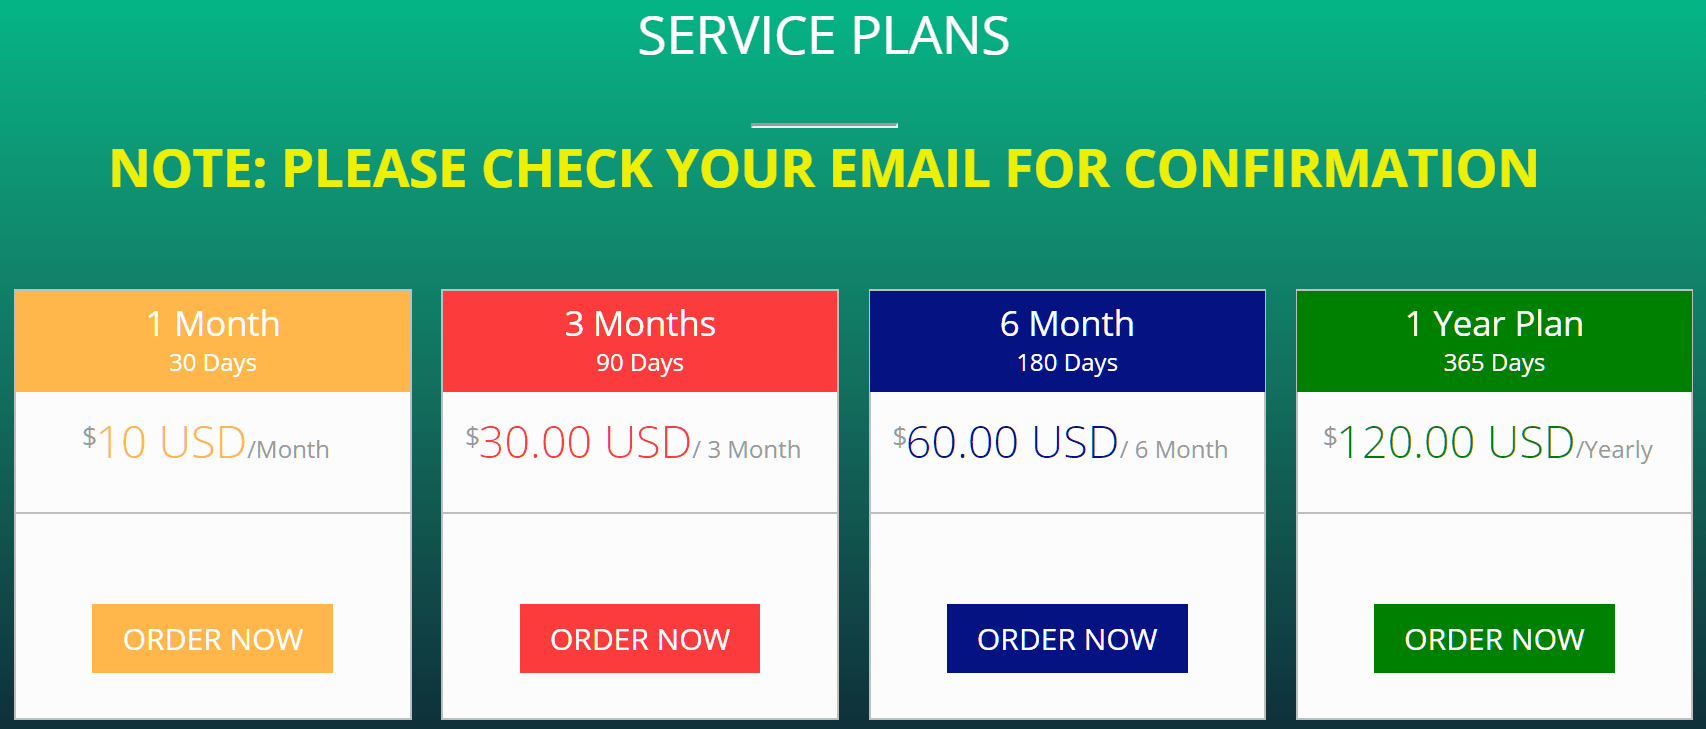 SERVICE PLANS
NOTE: PLEASE CHECK YOUR EMAIL FOR CONFIRMATION
1 Month
30 Days
$10 USD/Month
ORDER NOW
3 Months
90 Days
$30.00 USD/ 3 Month
ORDER NOW
6 Month
180 Days
$60.00 USD/ 6 Month
ORDER NOW
1 Year Plan
365 Days
$120.00 USD/Yearly
ORDER NOW